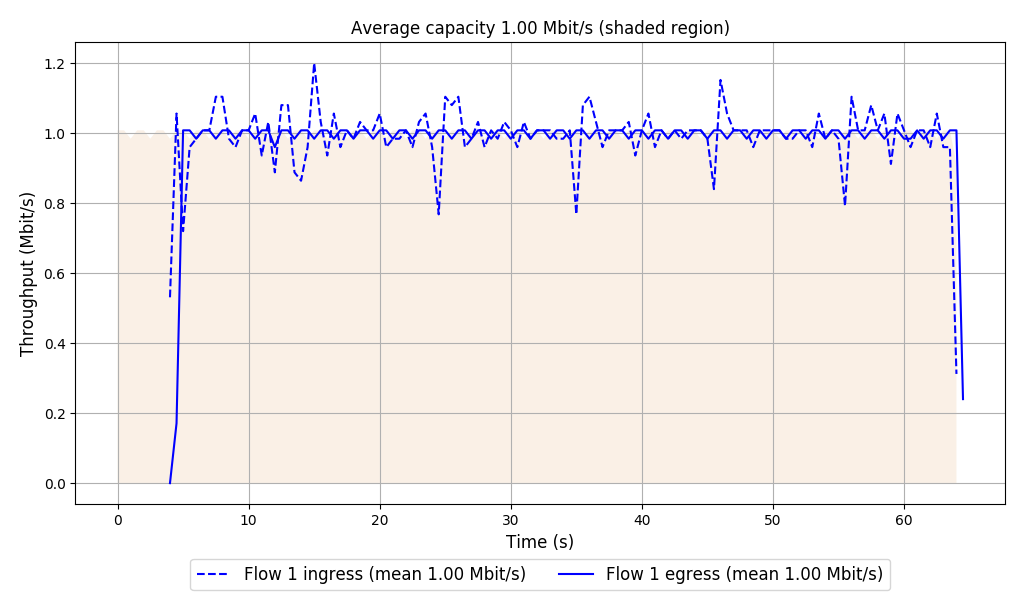 Average capacity 1.00 Mbit/s (shaded region)
Throughput (Mbit/s)
1.2
1.0
0.8
0.6
0.4
0.2
0.0
0 10 20 30 40 50 60
Time (s)
Flow 1 ingress (mean 1.00 Mbit/s) Flow 1 egress (mean 1.00 Mbit/s)